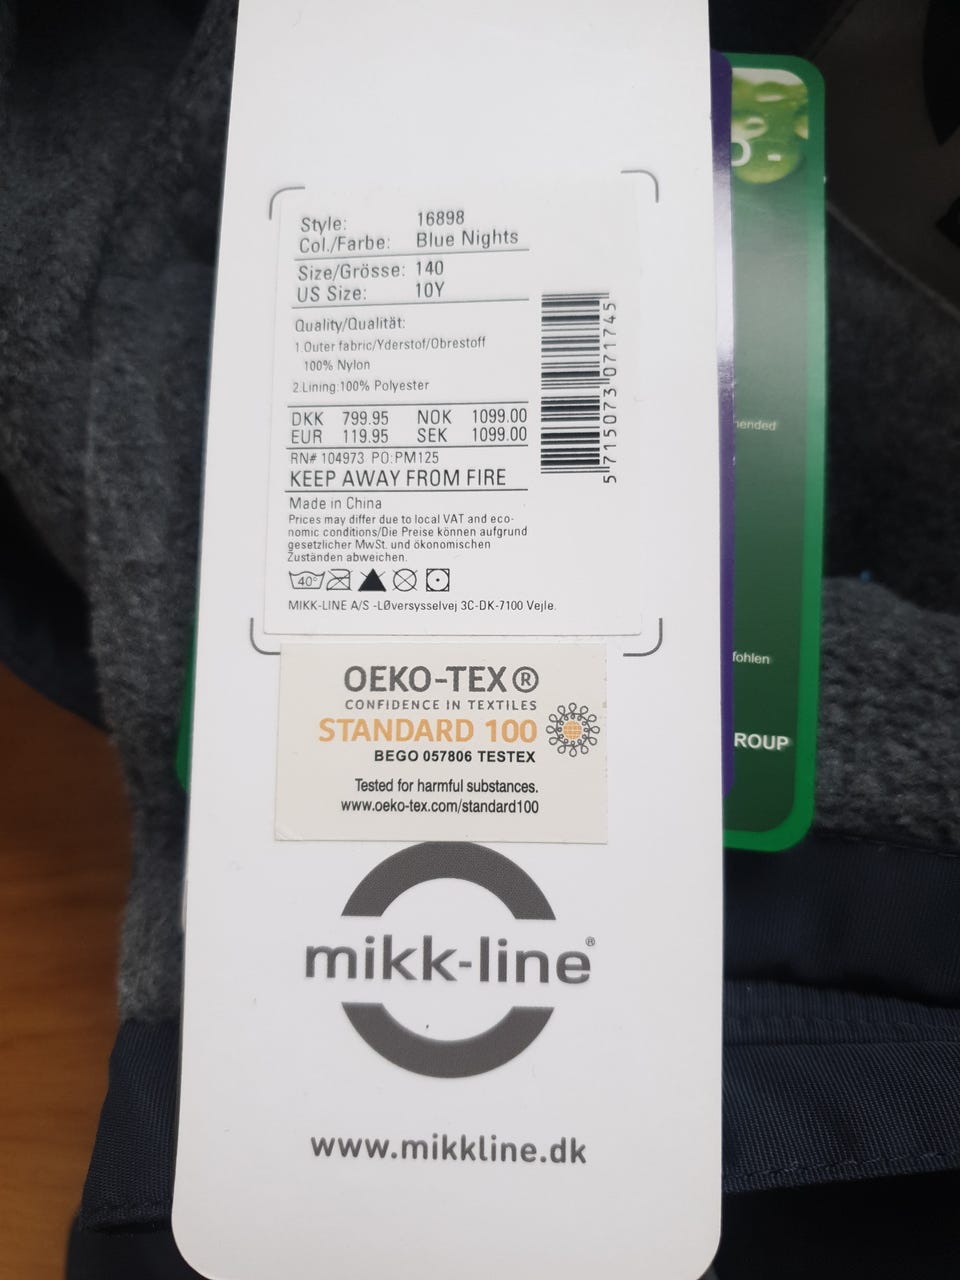 Style: 16898
Col./Farbe: Blue Nights
Size/Grösse: 140
US Size: 10Y
Quality/Qualität:
1.Outer fabric/Yderstof/Obrestoff
100% Nylon
2.Lining:100% Polyester
DKK 799.95 NOK 1099.00
EUR 119.95 SEK 1099.00
RN# 104973 PO:PM125
KEEP AWAY FROM FIRE
Made in China
Prices may differ due to local VAT and eco-
nomic conditions/Die Preise können aufgrund
gesetzlicher MwSt. und ökonomischen
Zuständen abweichen.
40°
MIKK-LINE A/S -LØversysselvej 3C-DK-7100 Vejle.
5 715073 071745
OEKO-TEX®
CONFIDENCE IN TEXTILES
STANDARD 100
BEGO 057806 TESTEX
Tested for harmful substances.
www.oeko-tex.com/standard100
mikk-line®
www.mikkline.dk
O -
ended
fohlen
ROUP